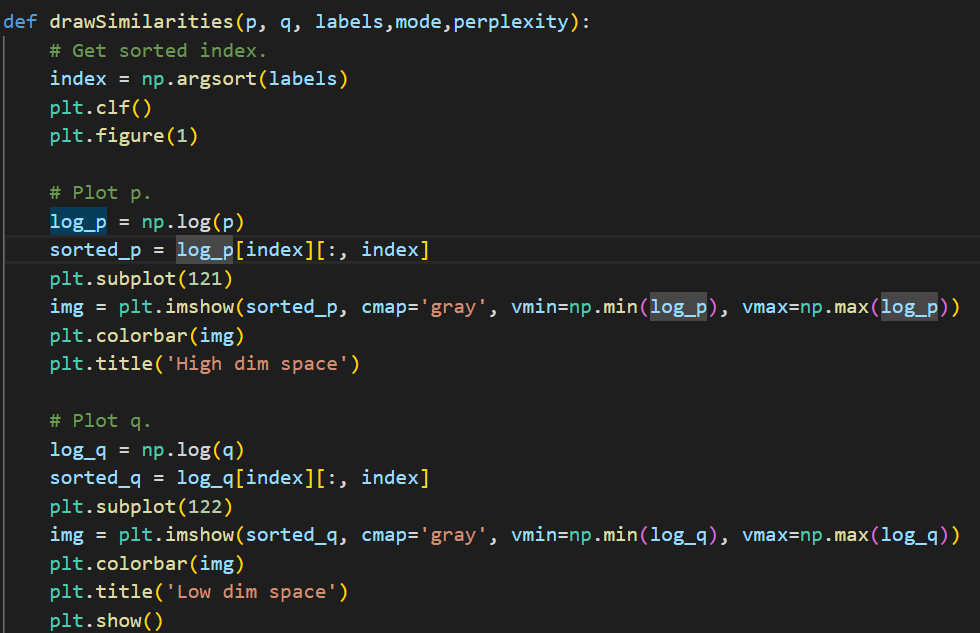 def drawSimilarities(p, q, labels,mode,perplexity):
    # Get sorted index.
    index = np.argsort(labels)
    plt.clf()
    plt.figure(1)

    # Plot p.
    log_p = np.log(p)
    sorted_p = log_p[index][:, index]
    plt.subplot(121)
    img = plt.imshow(sorted_p, cmap='gray', vmin=np.min(log_p), vmax=np.max(log_p))
    plt.colorbar(img)
    plt.title('High dim space')

    # Plot q.
    log_q = np.log(q)
    sorted_q = log_q[index][:, index]
    plt.subplot(122)
    img = plt.imshow(sorted_q, cmap='gray', vmin=np.min(log_q), vmax=np.max(log_q))
    plt.colorbar(img)
    plt.title('Low dim space')
    plt.show()